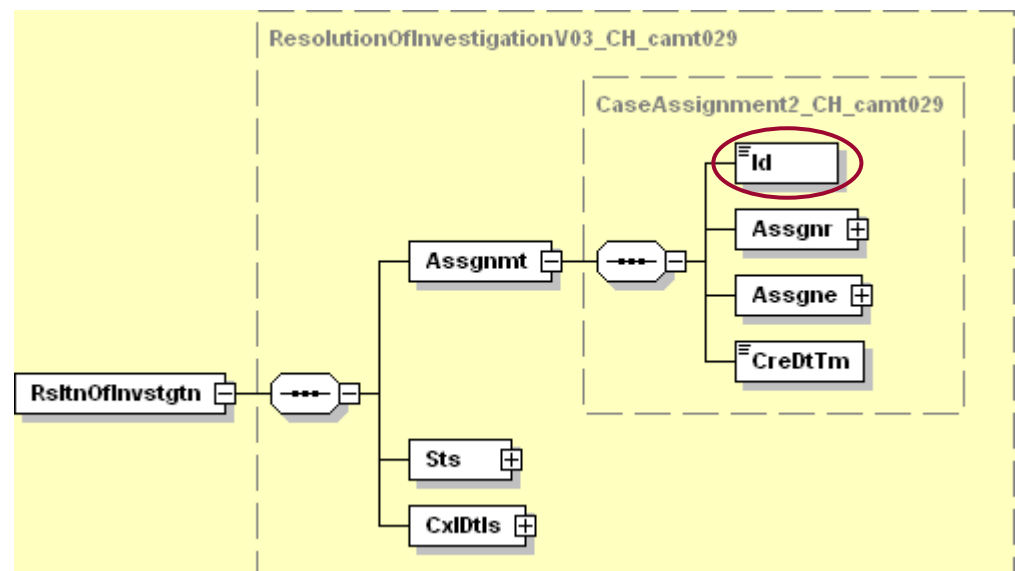 ResolutionOfInvestigationV03_CH_camt029
CaseAssignment2_CH_camt029
Id
Assgnr
Assgnmt
Assgne
CreDtTm
RsltnOfInvstgtn
Sts
CxlDtls